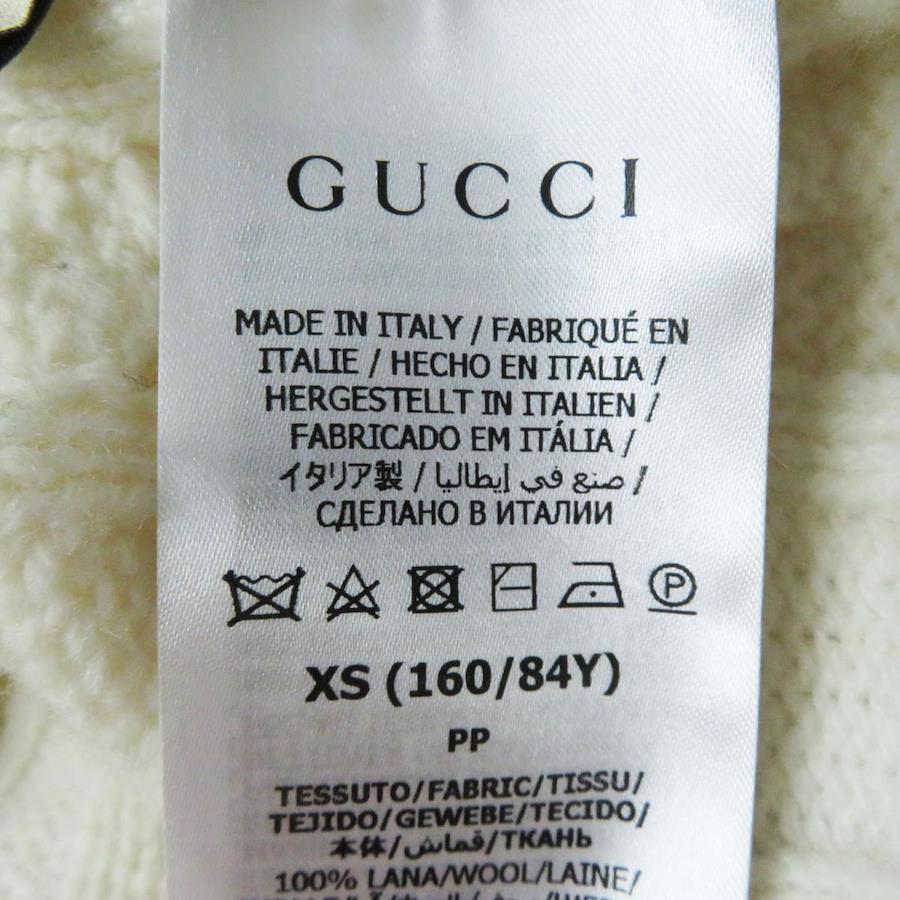 GUCCI
MADE IN ITALY / FABRIQUÉ EN
ITALIE / HECHO EN ITALIA /
HERGESTELLT IN ITALIEN /
FABRICADO EM ITÁLIA /
イタリア製 / صنع في إيطاليا /
СДЕЛАНО В ИТАЛИИ
P
XS (160/84Y)
PP
TESSUTO/FABRIC/TISSU/
TEJIDO/GEWEBE/TECIDO/
本体/قماش/ТКАНЬ
100% LANA/WOOL/LAINE/